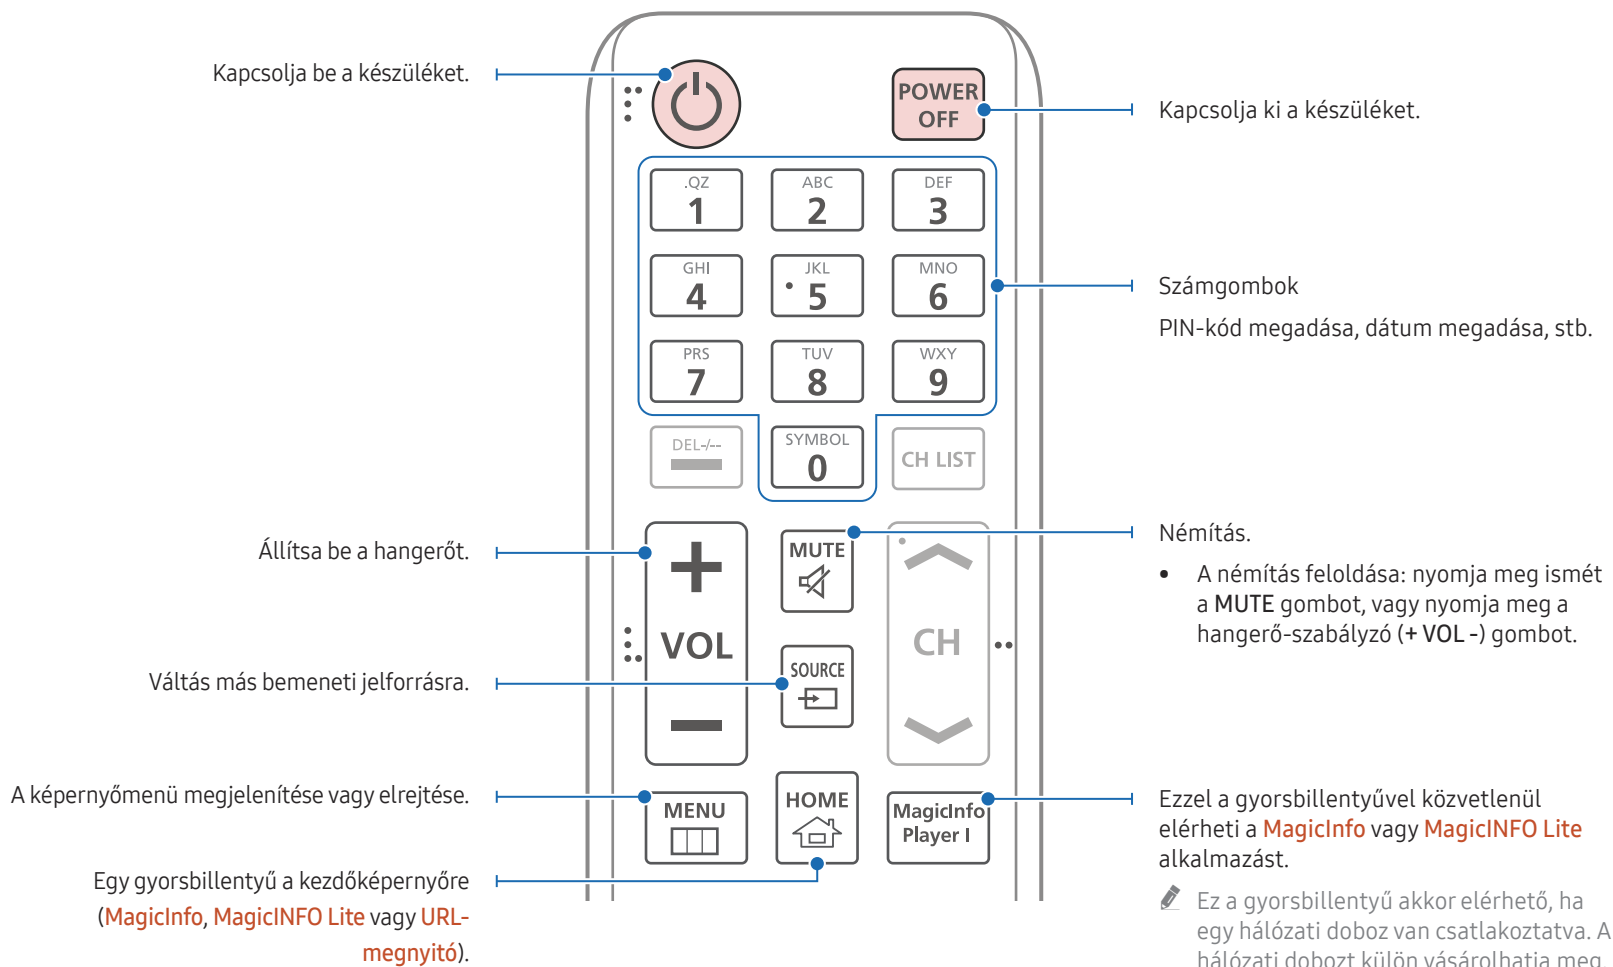 Kapcsolja be a készüléket.
POWER
OFF
Kapcsolja ki a készüléket.
.QZ
1
ABC
2
DEF
3
GHI
4
JKL
5
MNO
6
PRS
7
TUV
8
WXY
9
DEL-/--
SYMBOL
0
CH LIST
Számgombok
PIN-kód megadása, dátum megadása, stb.
Állítsa be a hangerőt.
VOL
MUTE
CH
Némítás.
• A némítás feloldása: nyomja meg ismét
a MUTE gombot, vagy nyomja meg a
hangerő-szabályzó (+ VOL -) gombot.
Váltás más bemeneti jelforrásra.
SOURCE
A képernyőmenü megjelenítése vagy elrejtése.
MENU
HOME
MagicInfo
Player I
Ezzel a gyorsbillentyűvel közvetlenül
elérheti a MagicInfo vagy MagicINFO Lite
alkalmazást.
Egy gyorsbillentyű a kezdőképernyőre
(MagicInfo, MagicINFO Lite vagy URL-
megnyitó).
Ez a gyorsbillentyű akkor elérhető, ha
egy hálózati doboz van csatlakoztatva. A
hálózati dobozt külön vásárolhatja meg.